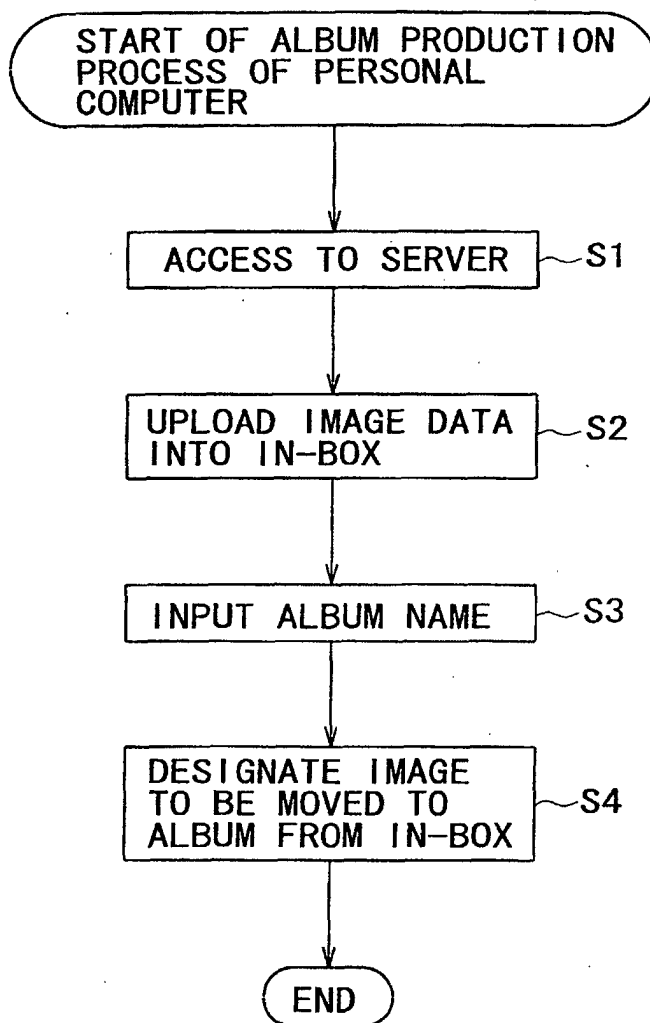 START OF ALBUM PRODUCTION
PROCESS OF PERSONAL
COMPUTER
ACCESS TO SERVER
S1
UPLOAD IMAGE DATA
INTO IN-BOX
S2
INPUT ALBUM NAME
S3
DESIGNATE IMAGE
TO BE MOVED TO
ALBUM FROM IN-BOX
S4
END